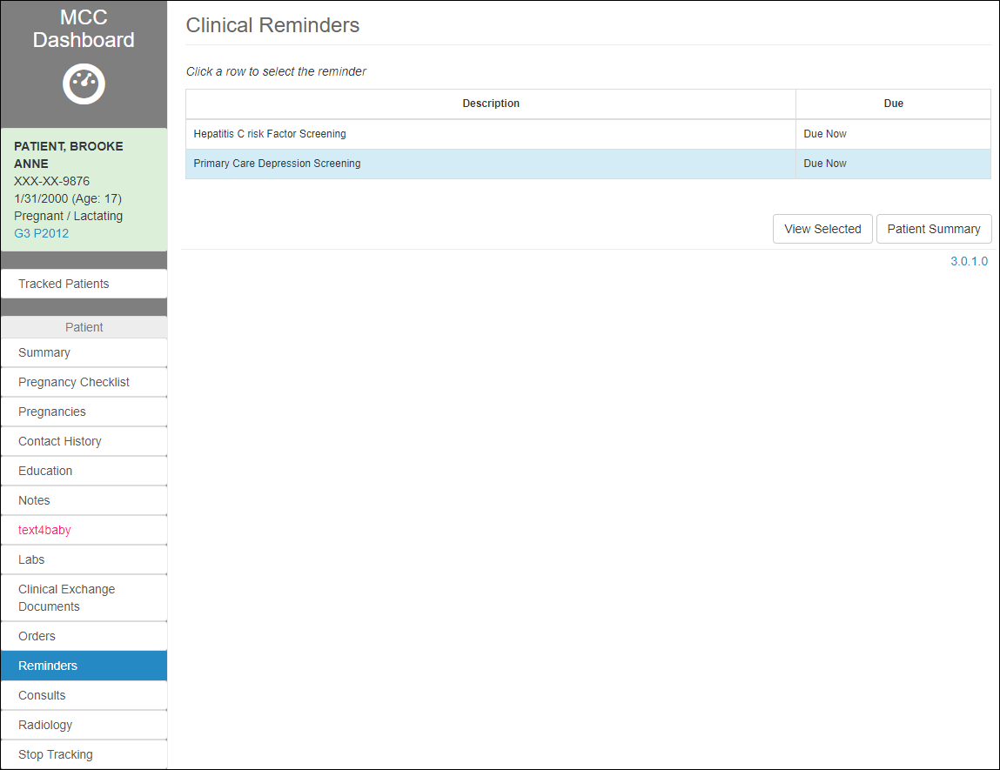 MCC
Dashboard
PATIENT, BROOKE
ANNE
XXX-XX-9876
1/31/2000 (Age: 17)
Pregnant / Lactating
G3 P2012
Tracked Patients
Patient
Summary
Pregnancy Checklist
Pregnancies
Contact History
Education
Notes
text4baby
Labs
Clinical Exchange
Documents
Orders
Reminders
Consults
Radiology
Stop Tracking
Clinical Reminders
Click a row to select the reminder
Description Due
Hepatitis C risk Factor Screening Due Now
Primary Care Depression Screening Due Now
View Selected Patient Summary
3.0.1.0